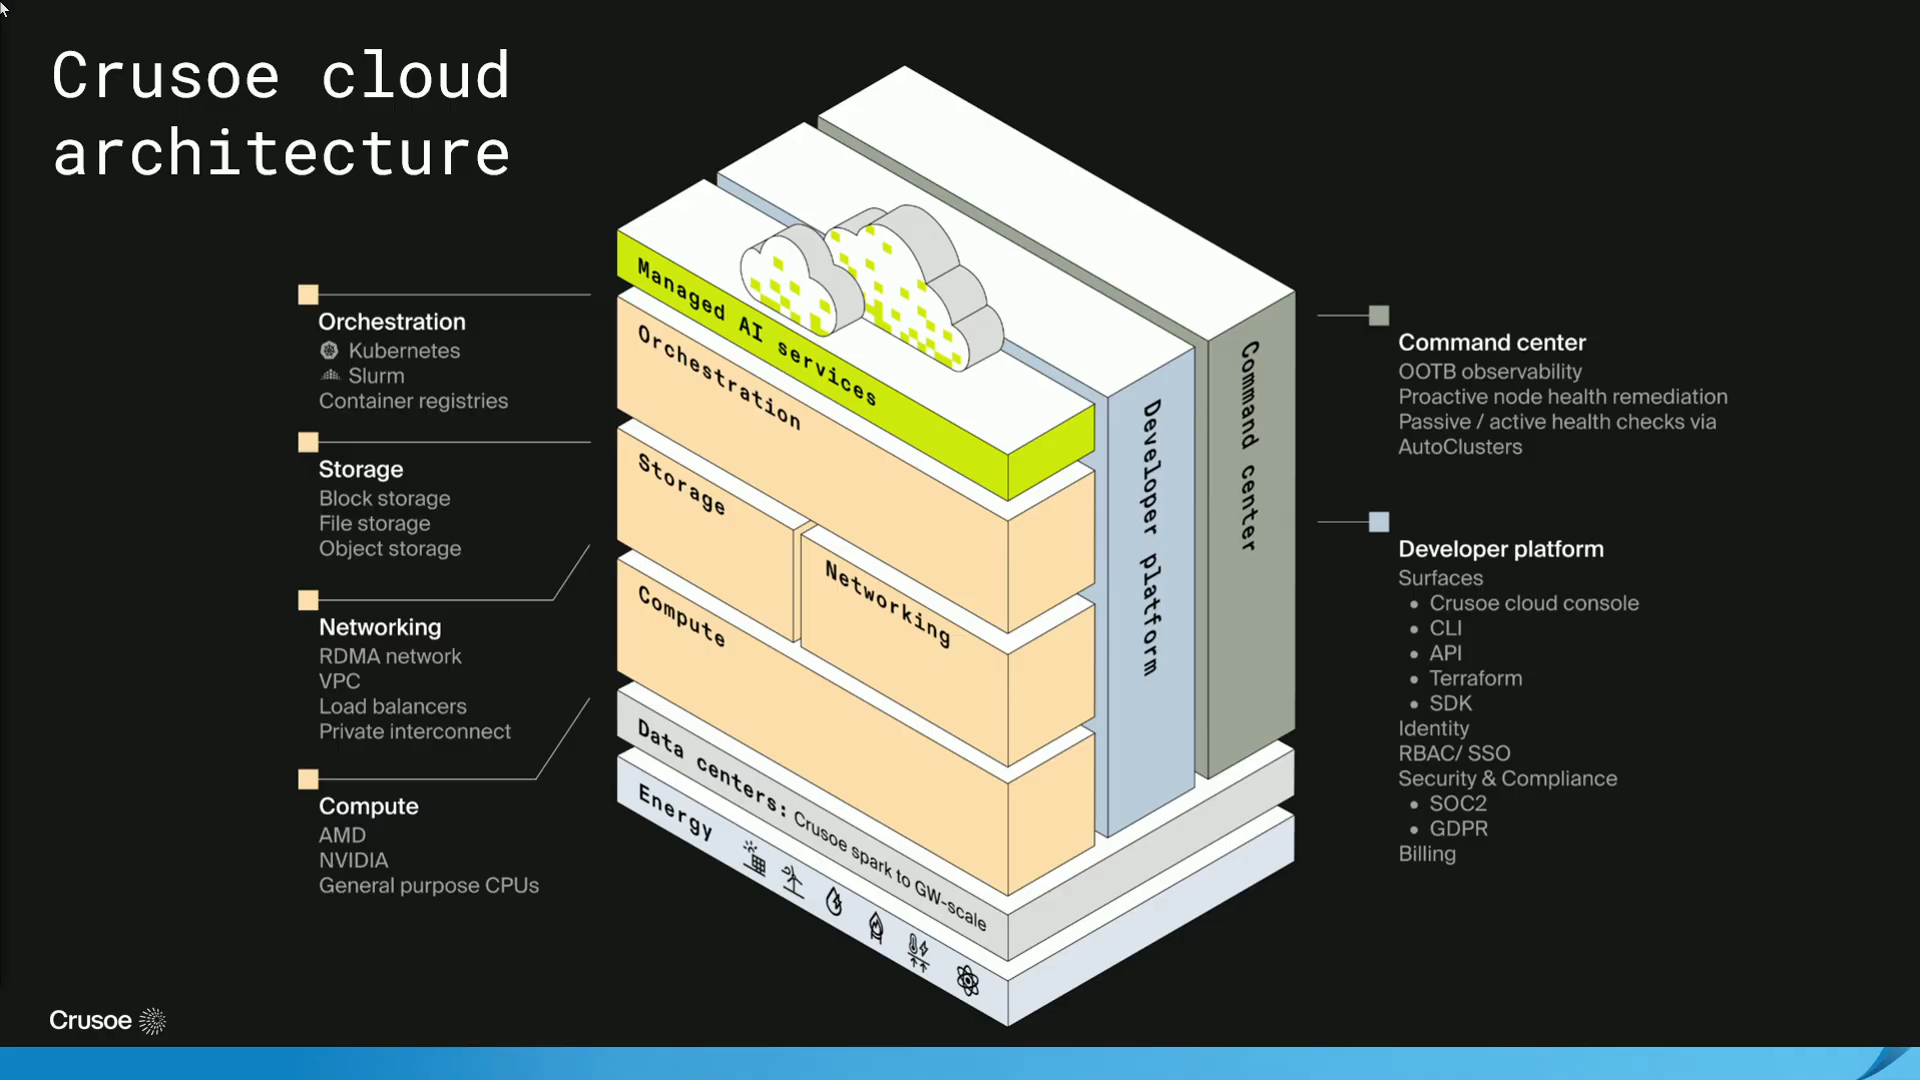 Crusoe cloud
architecture
Orchestration
Kubernetes
Slurm
Container registries
Storage
Block storage
File storage
Object storage
Networking
RDMA network
VPC
Load balancers
Private interconnect
Compute
AMD
NVIDIA
General purpose CPUs
Managed AI services
Orchestration
Storage
Networking
Compute
Data centers: Crusoe spark to GW-scale
Energy
Developer platform
Command center
Command center
OOTB observability
Proactive node health remediation
Passive / active health checks via
AutoClusters
Developer platform
Surfaces
• Crusoe cloud console
• CLI
• API
• Terraform
• SDK
Identity
RBAC/ SSO
Security & Compliance
• SOC2
• GDPR
Billing
Crusoe